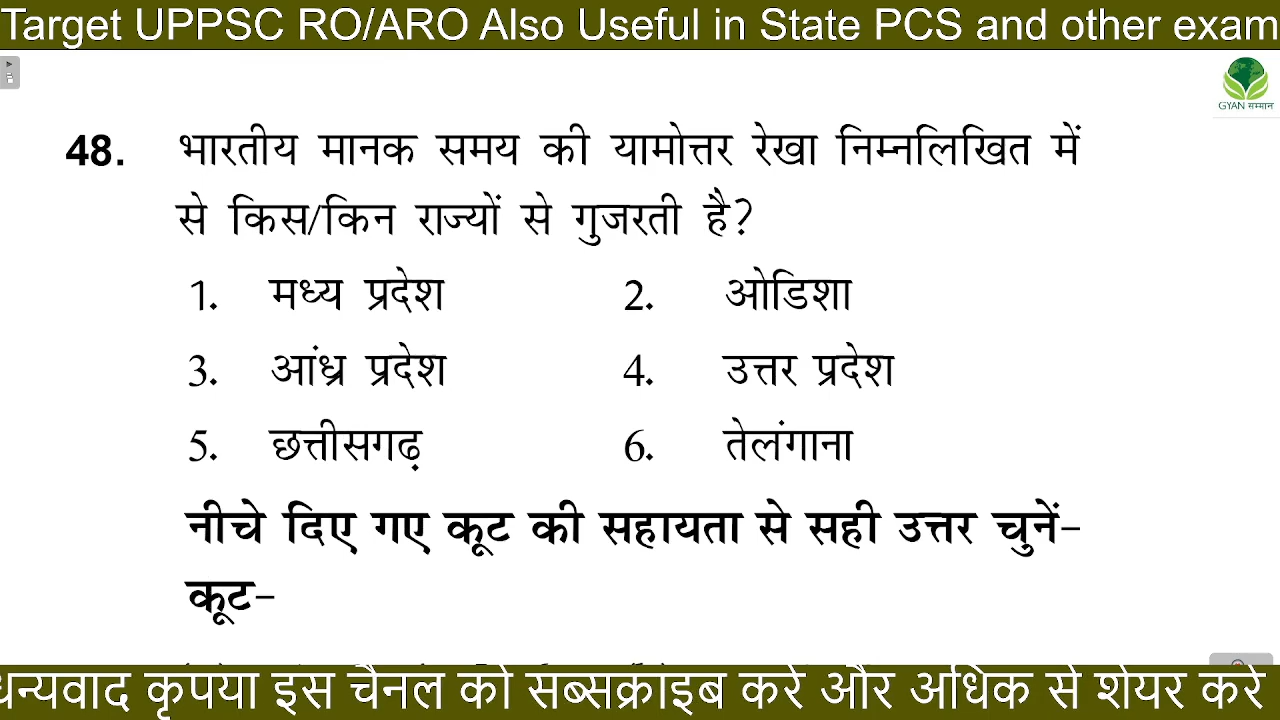 Target UPPSC RO/ARO Also Useful in State PCS and other exam
GYAN सम्मान
48. भारतीय मानक समय की यामोत्तर रेखा निम्नलिखित में
से किस/किन राज्यों से गुजरती है?
1. मध्य प्रदेश 2. ओडिशा
3. आंध्र प्रदेश 4. उत्तर प्रदेश
5. छत्तीसगढ़ 6. तेलंगाना
नीचे दिए गए कूट की सहायता से सही उत्तर चुनें-
कूट-
धन्यवाद कृपया इस चैनल को सब्सक्राइब करे और अधिक से शेयर करे